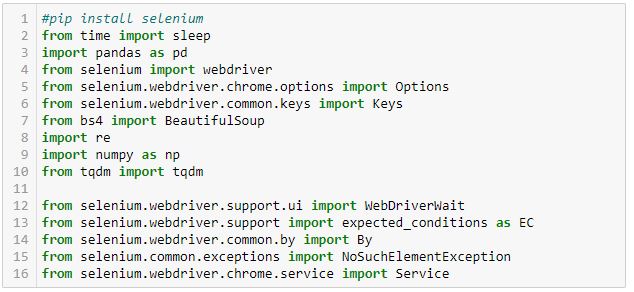 1 #pip install selenium
2 from time import sleep
3 import pandas as pd
4 from selenium import webdriver
5 from selenium.webdriver.chrome.options import Options
6 from selenium.webdriver.common.keys import Keys
7 from bs4 import BeautifulSoup
8 import re
9 import numpy as np
10 from tqdm import tqdm
11
12 from selenium.webdriver.support.ui import WebDriverWait
13 from selenium.webdriver.support import expected_conditions as EC
14 from selenium.webdriver.common.by import By
15 from selenium.common.exceptions import NoSuchElementException
16 from selenium.webdriver.chrome.service import Service